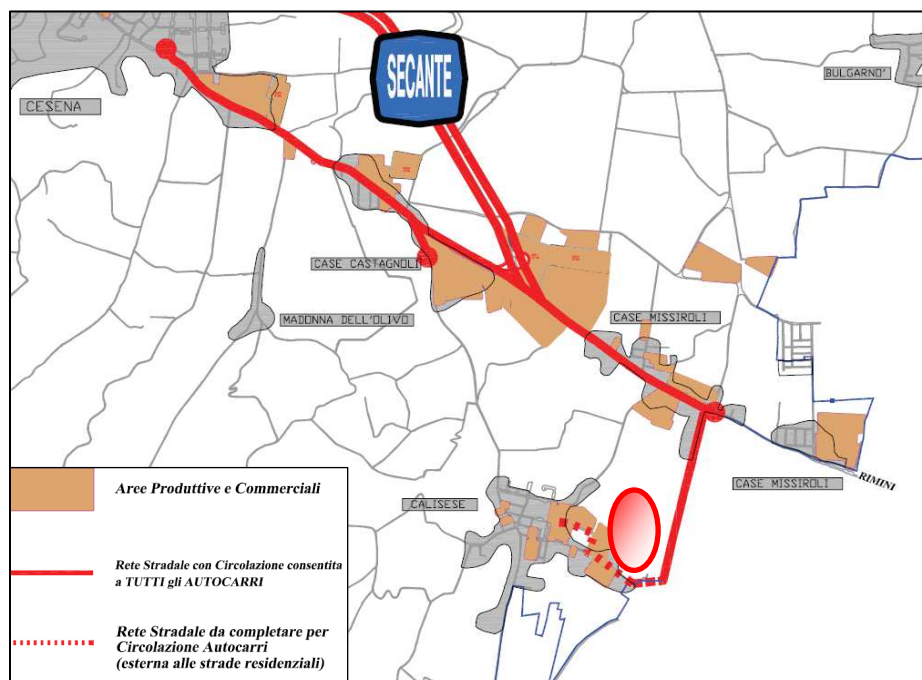 SECANTE
BULGARNO'
CESENA
CASE CASTAGNOLI
MADONNA DELL'OLIVO
CASE MISSIROLI
CASE MISSIROLI
RIMINI
CALISESE
Aree Produttive e Commerciali
Rete Stradale con Circolazione consentita
a TUTTI gli AUTOCARRI
Rete Stradale da completare per
Circolazione Autocarri
(esterna alle strade residenziali)